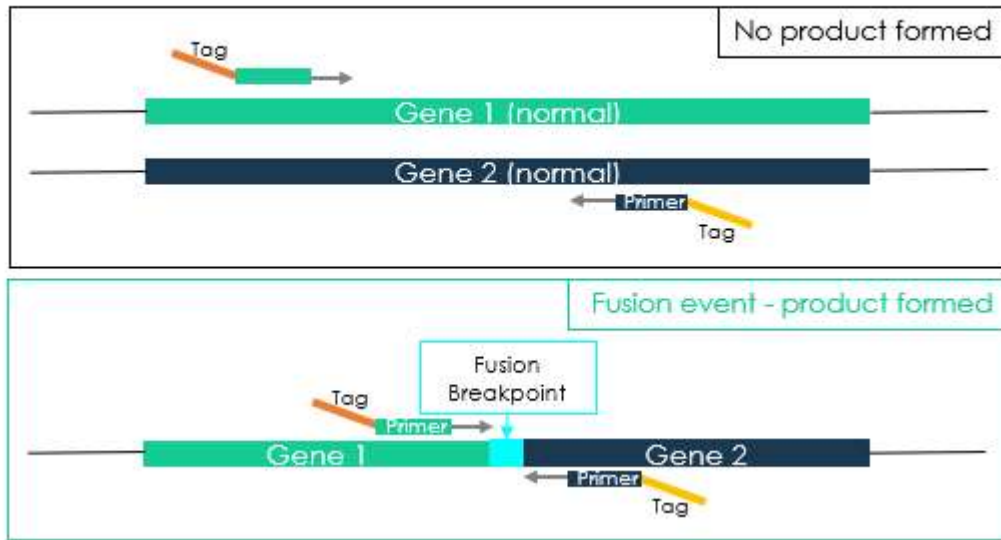 No product formed
Tag
Gene 1 (normal)
Gene 2 (normal)
Primer
Tag
Fusion event - product formed
Fusion
Breakpoint
Tag
Primer
Gene 1
Gene 2
Primer
Tag